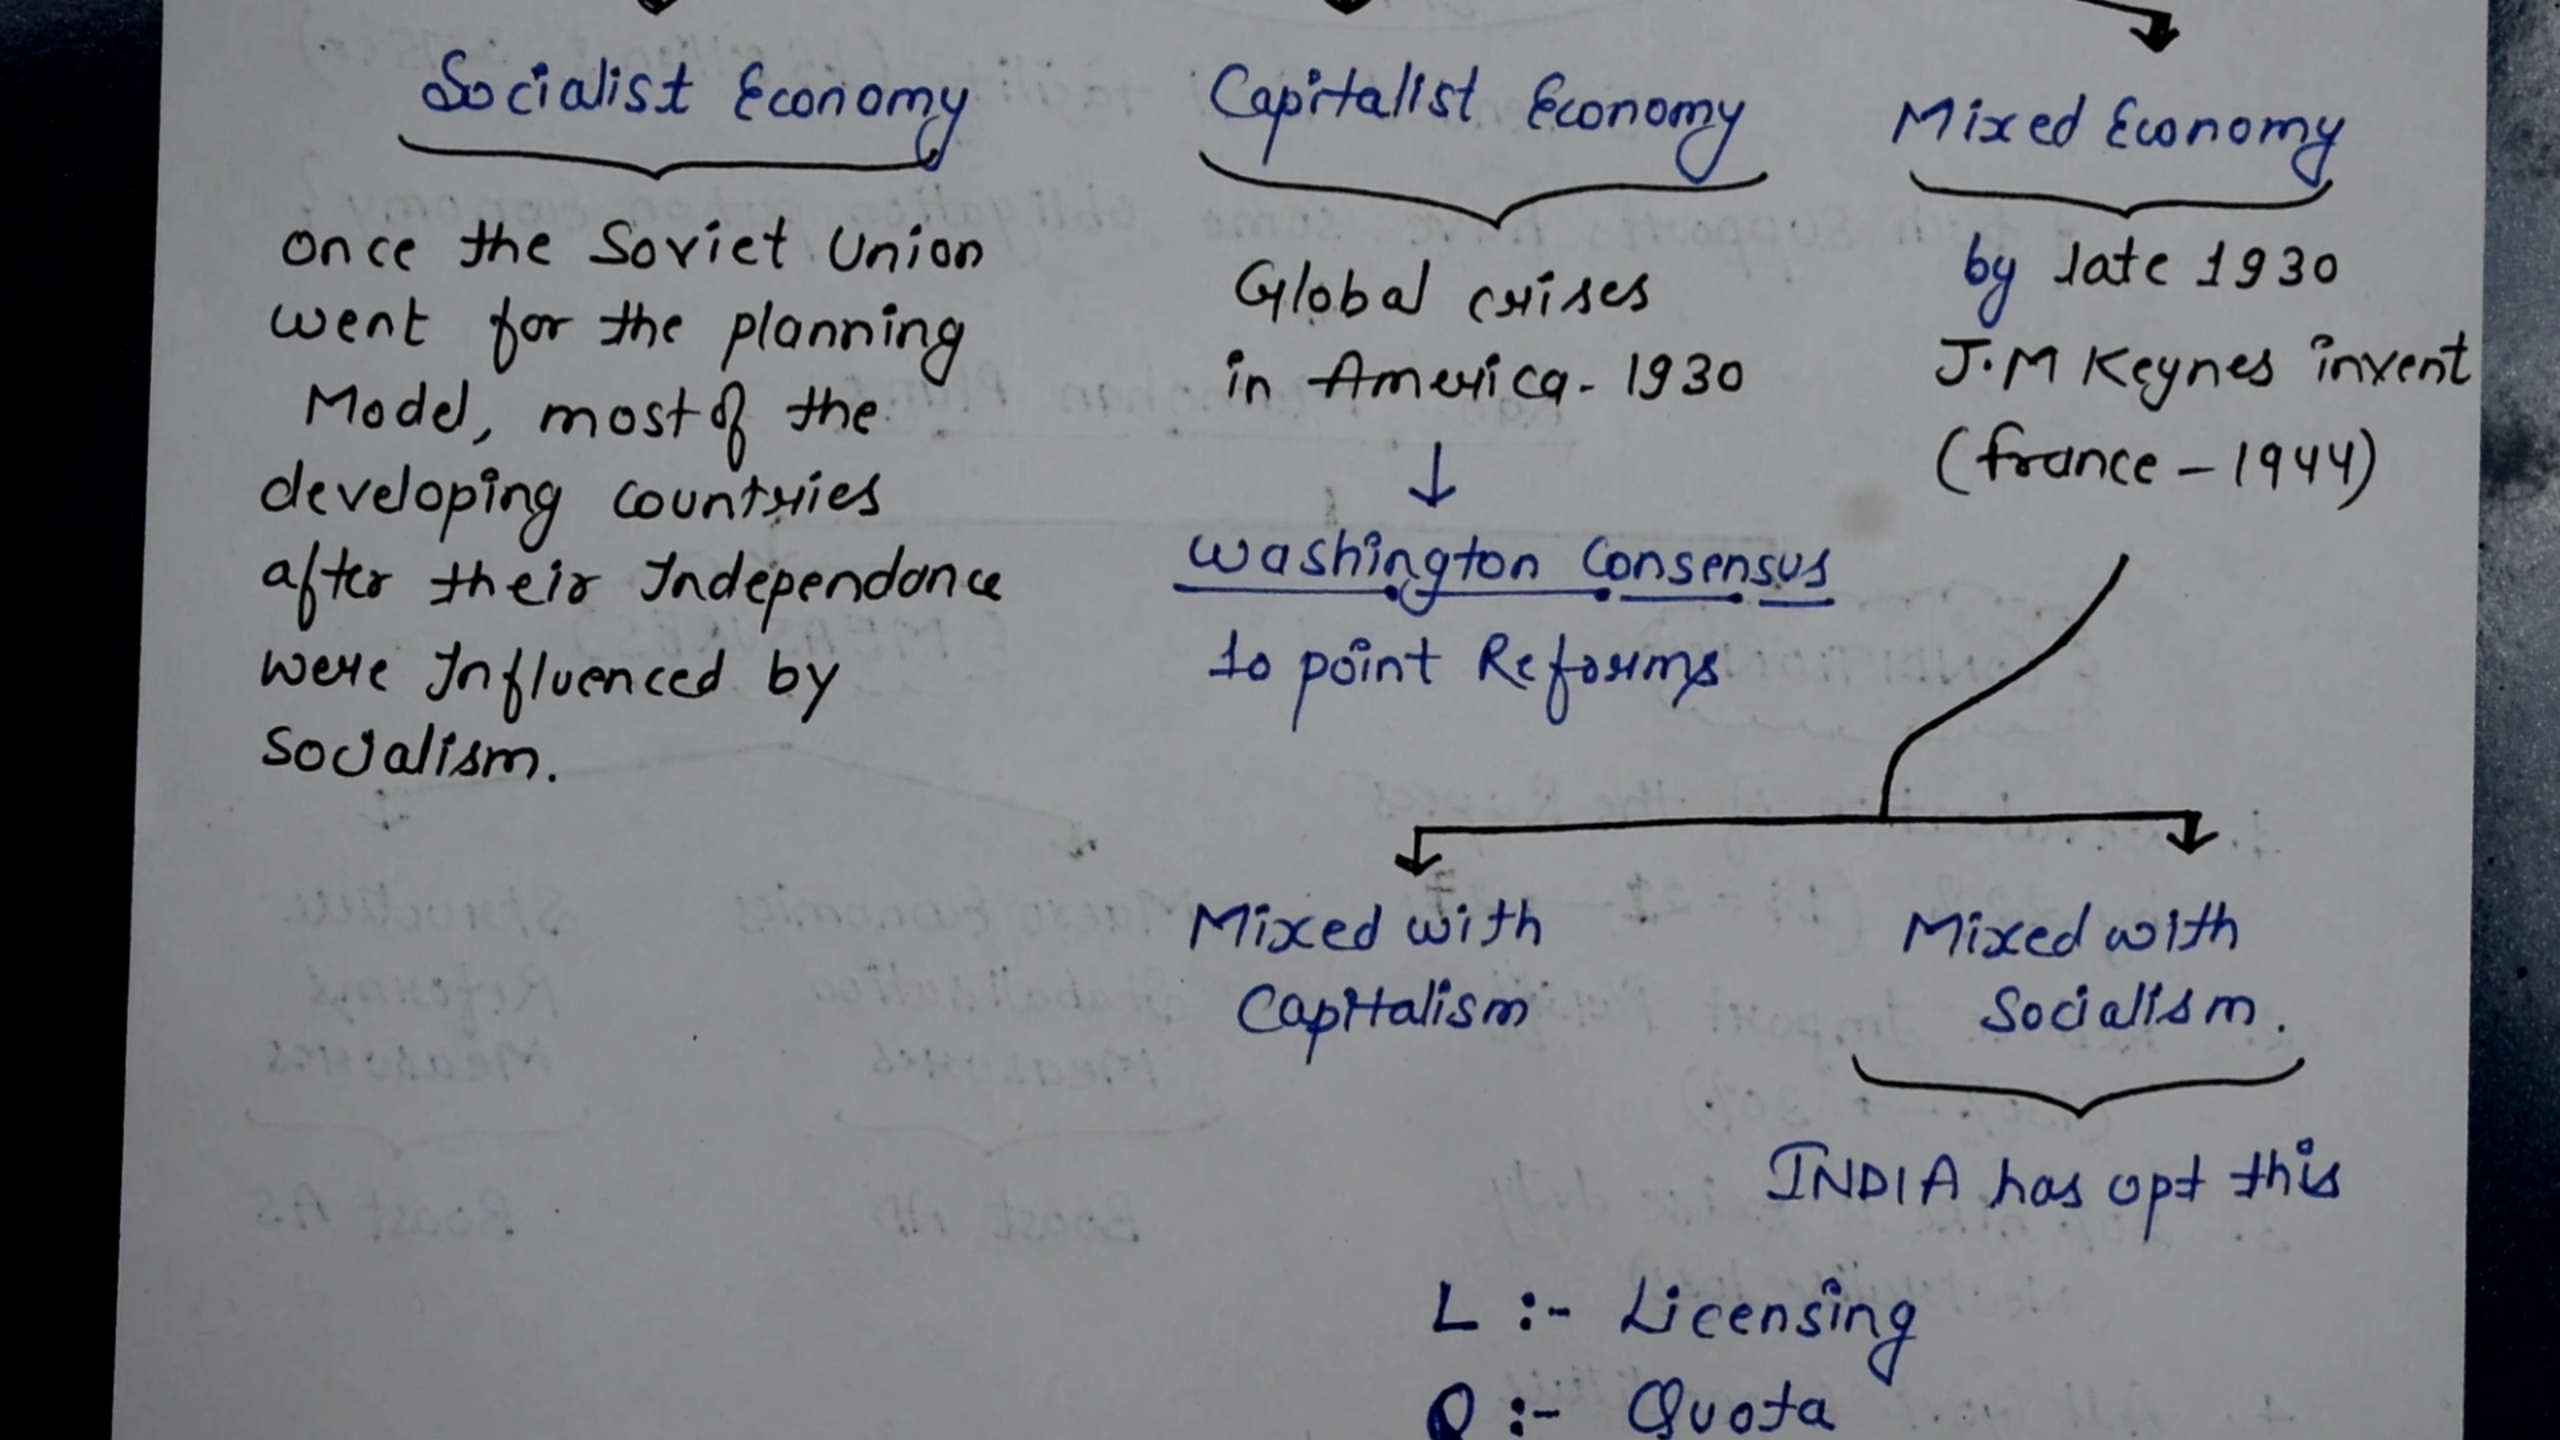 Socialist Economy
once the Soviet Union
went for the planning
Model, most of the
developing countries
after their Independance
were Influenced by
Socialism.
Capitalist Economy
Global crises
in America - 1930
Washington Consensus
10 point Reforms
Mixed Economy
by late 1930
J.M Keynes invent
(france - 1944)
Mixed with
Capitalism
Mixed with
Socialism.
INDIA has opt this
L :- Licensing
Q :- Quota